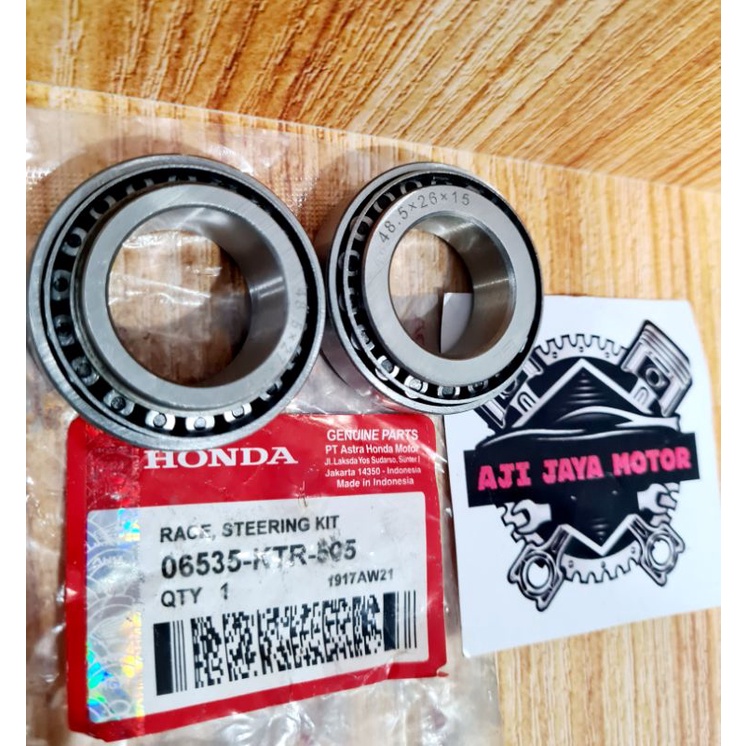 48.5×26×15
HONDA
GENUINE PARTS
PT Astra Honda Motor
Jl. Laksda Yos Sudarso, Sunter I
Jakarta 14350 - Indonesia
Made in Indonesia
RACE, STEERING KIT
06535-KTR-505
1917AW21
QTY 1
AJI JAYA MOTOR